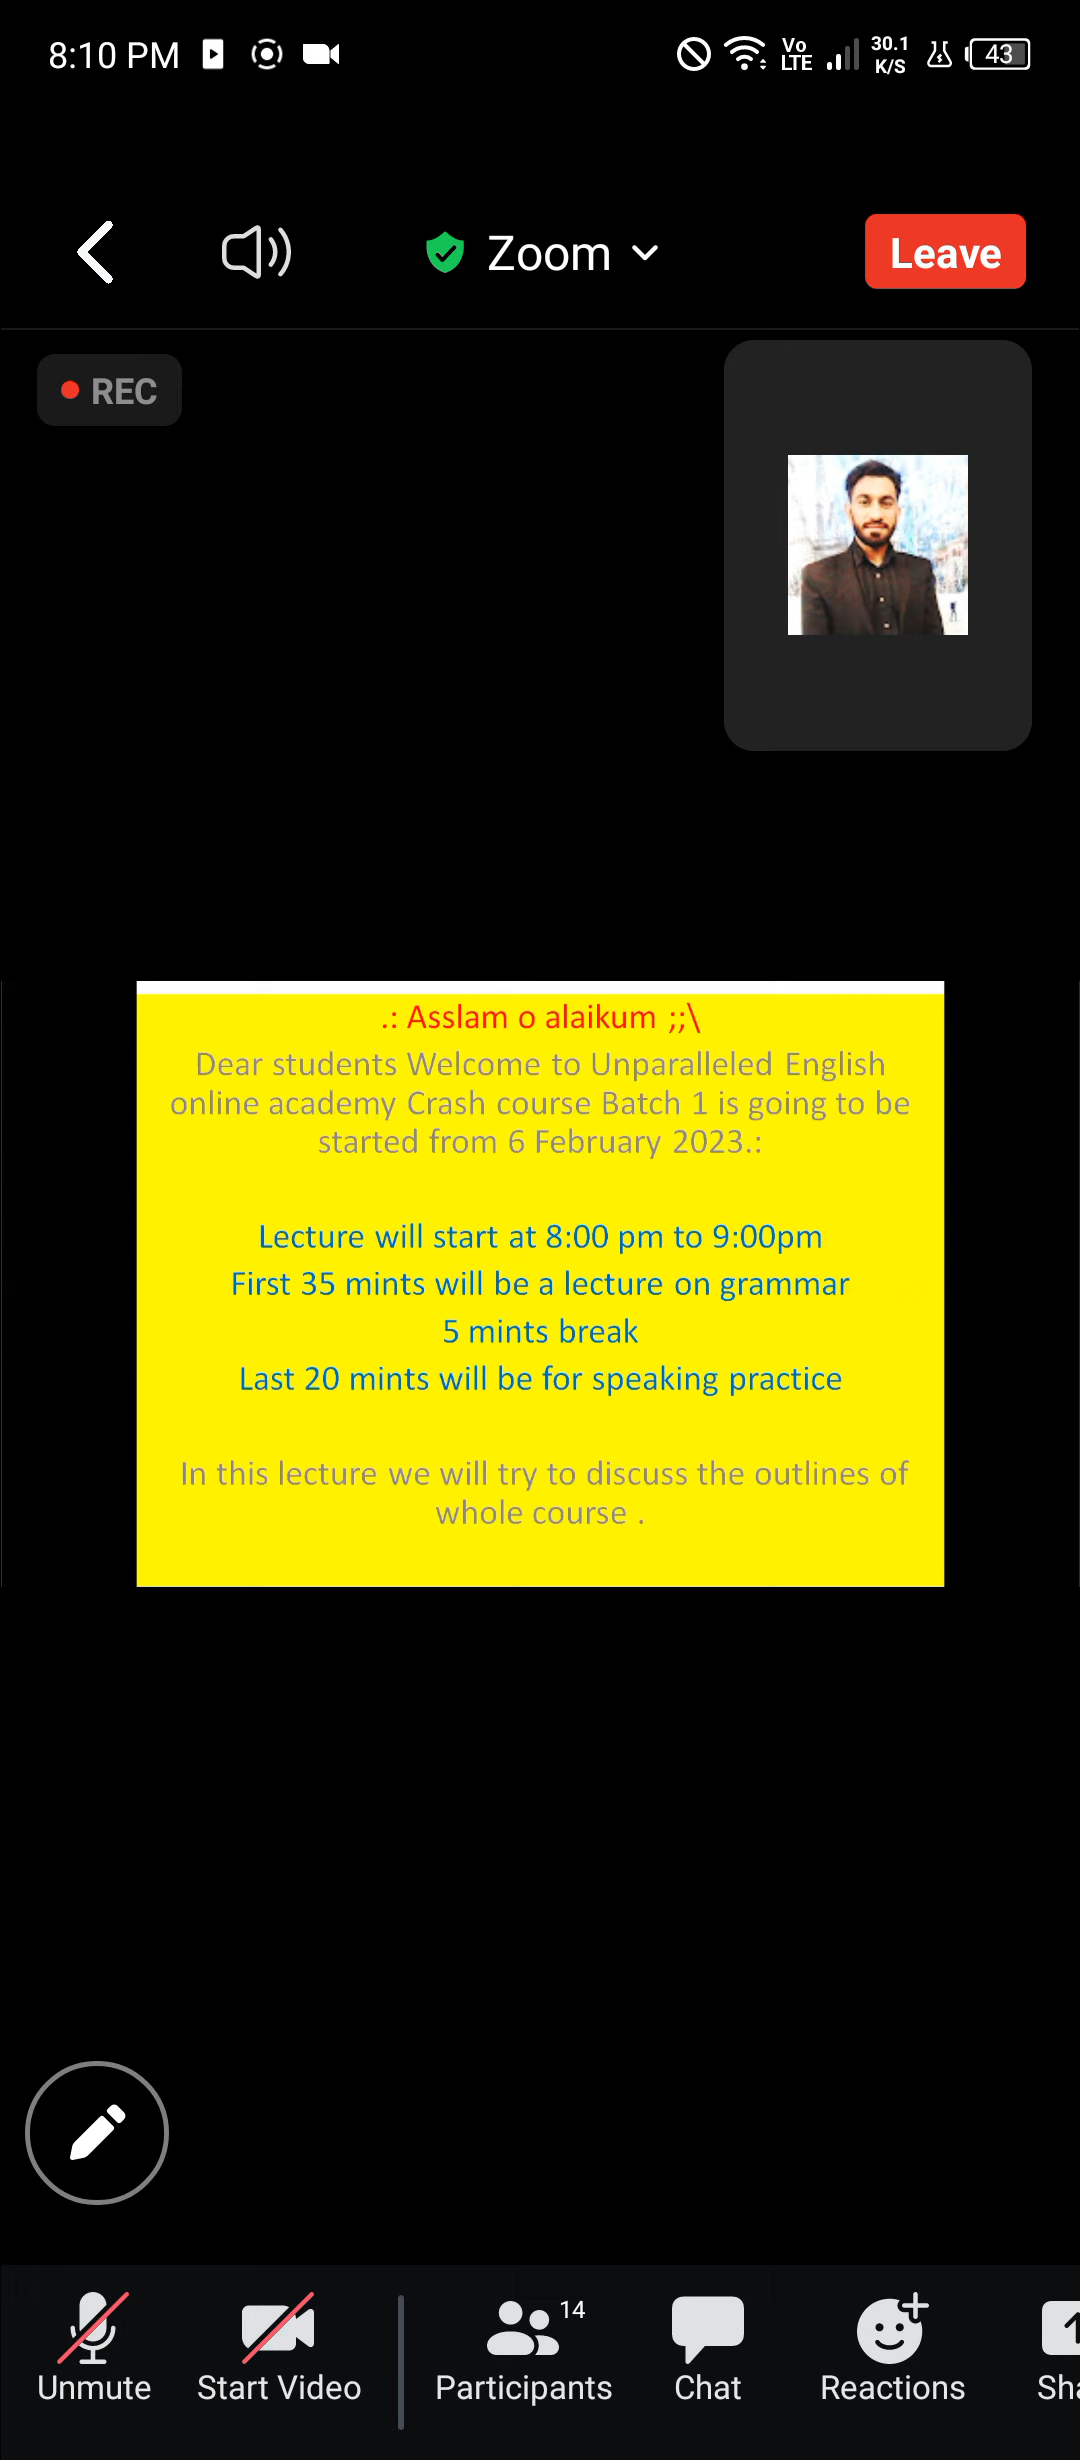 8:10 PM
Vo LTE
30.1 K/S
43
Zoom
Leave
REC
.: Asslam o alaikum ;;\
Dear students Welcome to Unparalleled English
online academy Crash course Batch 1 is going to be
started from 6 February 2023.:
Lecture will start at 8:00 pm to 9:00pm
First 35 mints will be a lecture on grammar
5 mints break
Last 20 mints will be for speaking practice
In this lecture we will try to discuss the outlines of
whole course .
14
Unmute
Start Video
Participants
Chat
Reactions
Sha